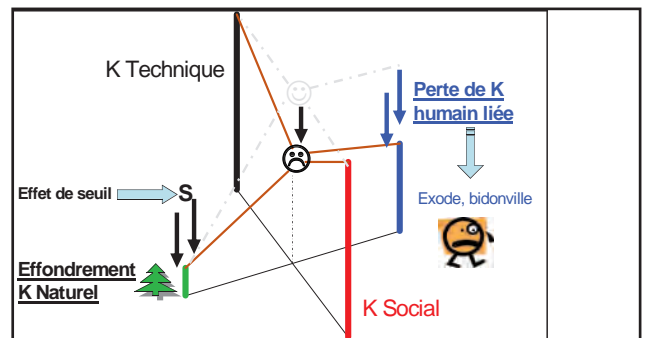 K Technique
Perte de K
humain liée
Effet de seuil
S
Exode, bidonville
Effondrement
K Naturel
K Social